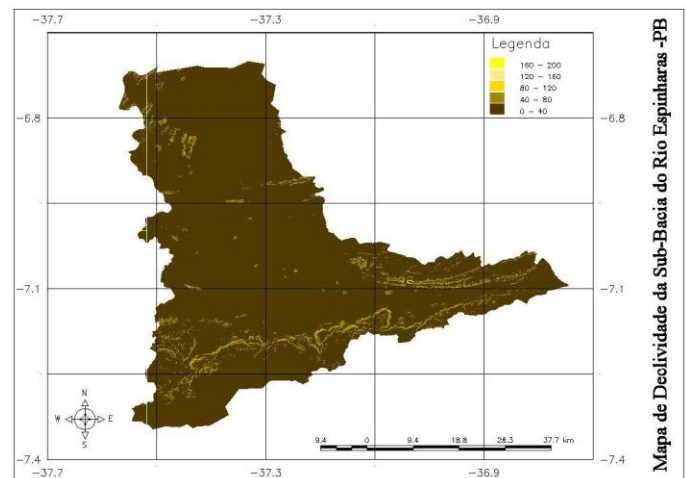 −37.7 −37.3 −36.9
Legenda
160 − 200
120 − 160
80 − 120
40 − 80
0 − 40
−6.8 −6.8
−7.1 −7.1
N
W E
S
9.4 0 9.4 18.8 28.3 37.7 km
−7.4 −7.4
−37.7 −37.3 −36.9
Mapa de Declividade da Sub-Bacia do Rio Espinharas -PB